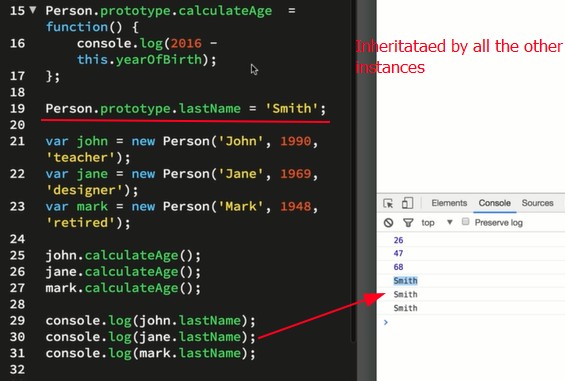 15 Person.prototype.calculateAge =
function() {
16 console.log(2016 -
this.yearOfBirth);
17 };
18
19 Person.prototype.lastName = 'Smith';
20
21 var john = new Person('John', 1990,
'teacher');
22 var jane = new Person('Jane', 1969,
'designer');
23 var mark = new Person('Mark', 1948,
'retired');
24
25 john.calculateAge();
26 jane.calculateAge();
27 mark.calculateAge();
28
29 console.log(john.lastName);
30 console.log(jane.lastName);
31 console.log(mark.lastName);
32
Inheritataed by all the other
instances
Elements Console Sources
top Preserve log
26
47
68
Smith
Smith
Smith
>